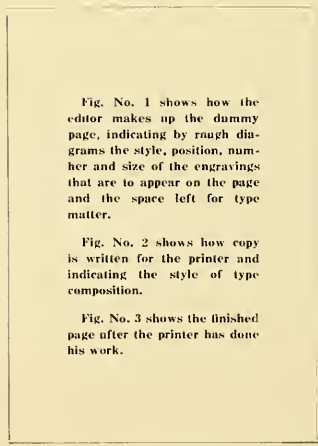 Fig. No. 1 shows how the
editor makes up the dummy
page, indicating by rough dia-
grams the style, position, num-
ber and size of the engravings
that are to appear on the page
and the space left for type
matter.
Fig. No. 2 shows how copy
is written for the printer and
indicating the style of type
composition.
Fig. No. 3 shows the finished
page after the printer has done
his work.